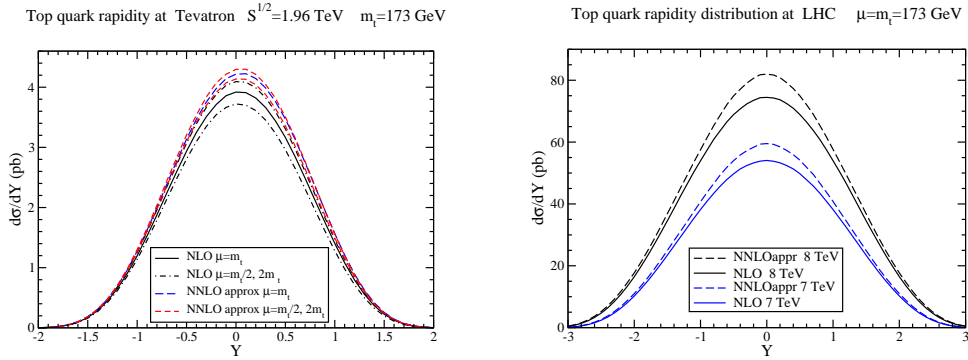 Top quark rapidity at Tevatron S^1/2=1.96 TeV m_t=173 GeV
4
3
2
1
0
dσ/dY (pb)
NLO μ=m_t
NLO μ=m_t/2, 2m_t
NNLO approx μ=m_t
NNLO approx μ=m_t/2, 2m_t
-2 -1.5 -1 -0.5 0 0.5 1 1.5 2
Y
Top quark rapidity distribution at LHC μ=m_t=173 GeV
80
60
40
20
0
dσ/dY (pb)
NNLOappr 8 TeV
NLO 8 TeV
NNLOappr 7 TeV
NLO 7 TeV
-3 -2 -1 0 1 2 3
Y